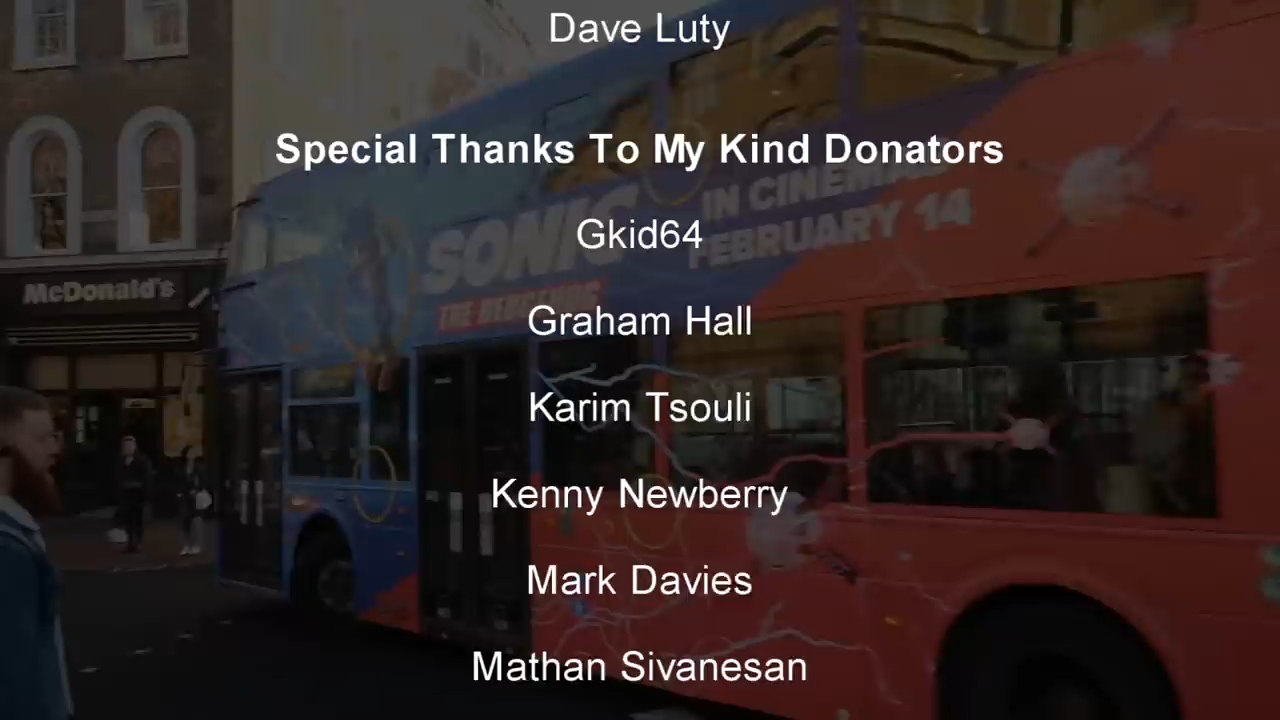 Dave Luty
Special Thanks To My Kind Donators
Gkid64
Graham Hall
Karim Tsouli
Kenny Newberry
Mark Davies
Mathan Sivanesan
McDonald's
SONIC
THE HEDGEHOG
IN CINEMAS
FEBRUARY 14